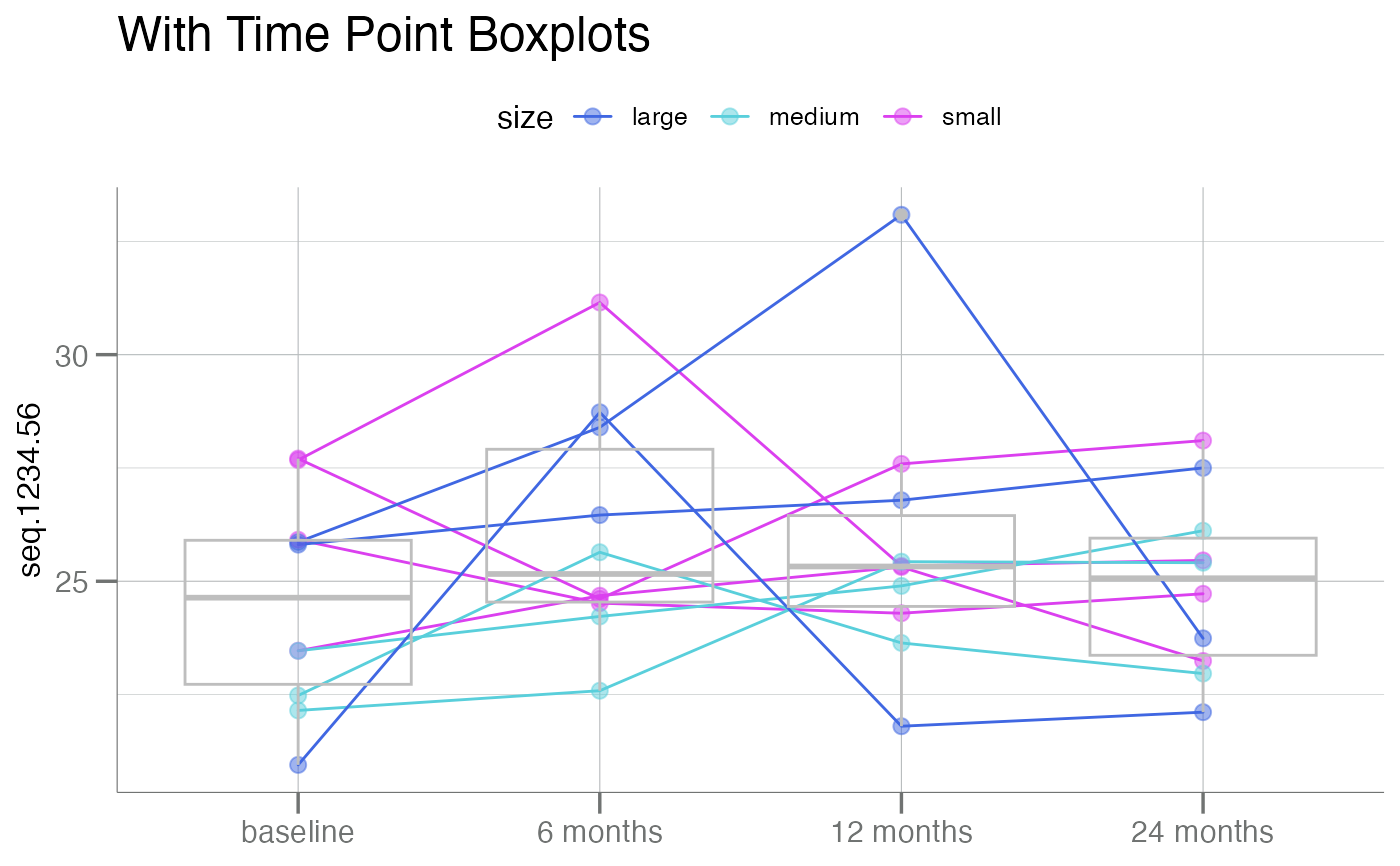 With Time Point Boxplots
size large medium small
seq.1234.56
30
25
baseline 6 months 12 months 24 months